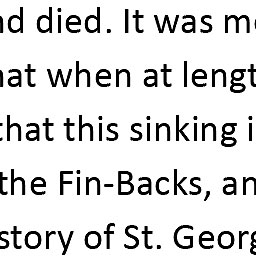 nd died. It was m
hat when at lengt
that this sinking i
the Fin-Backs, an
story of St. Georg